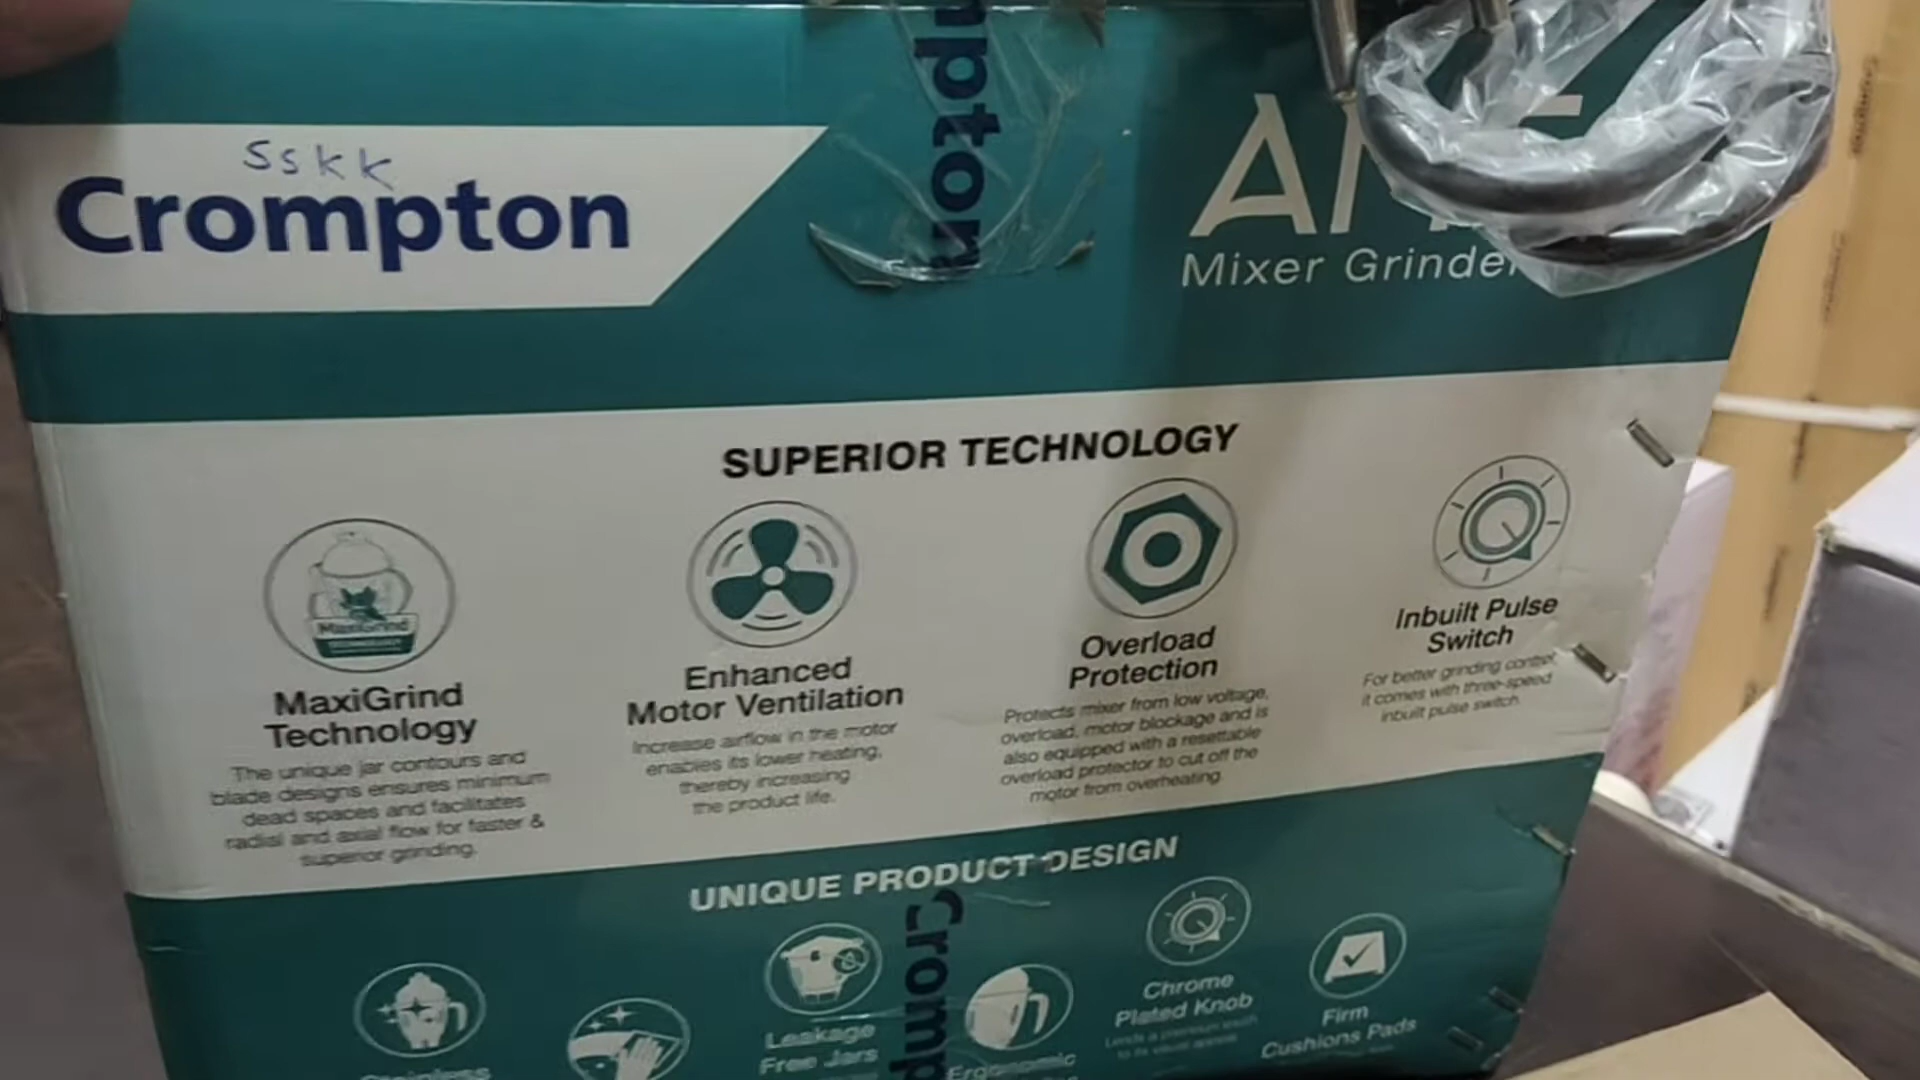 sskk
Crompton
Mixer Grinder
SUPERIOR TECHNOLOGY
MaxiGrind
MaxiGrind
Technology
The unique jar contours and
blade designs ensures minimum
dead spaces and facilitates
radial and axial flow for faster &
superior grinding.
Enhanced
Motor Ventilation
Increase airflow in the motor
enables its lower heating,
thereby increasing
the product life.
Overload
Protection
Protects mixer from low voltage,
overload, motor blockage and is
also equipped with a resettable
overload protector to cut off the
motor from overheating.
Inbuilt Pulse
Switch
For better grinding control,
it comes with three-speed
inbuilt pulse switch.
UNIQUE PRODUCT DESIGN
Leakage
Free Jars
Ergonomic
Chrome
Plated Knob
Firm
Cushions Pads
Stainless